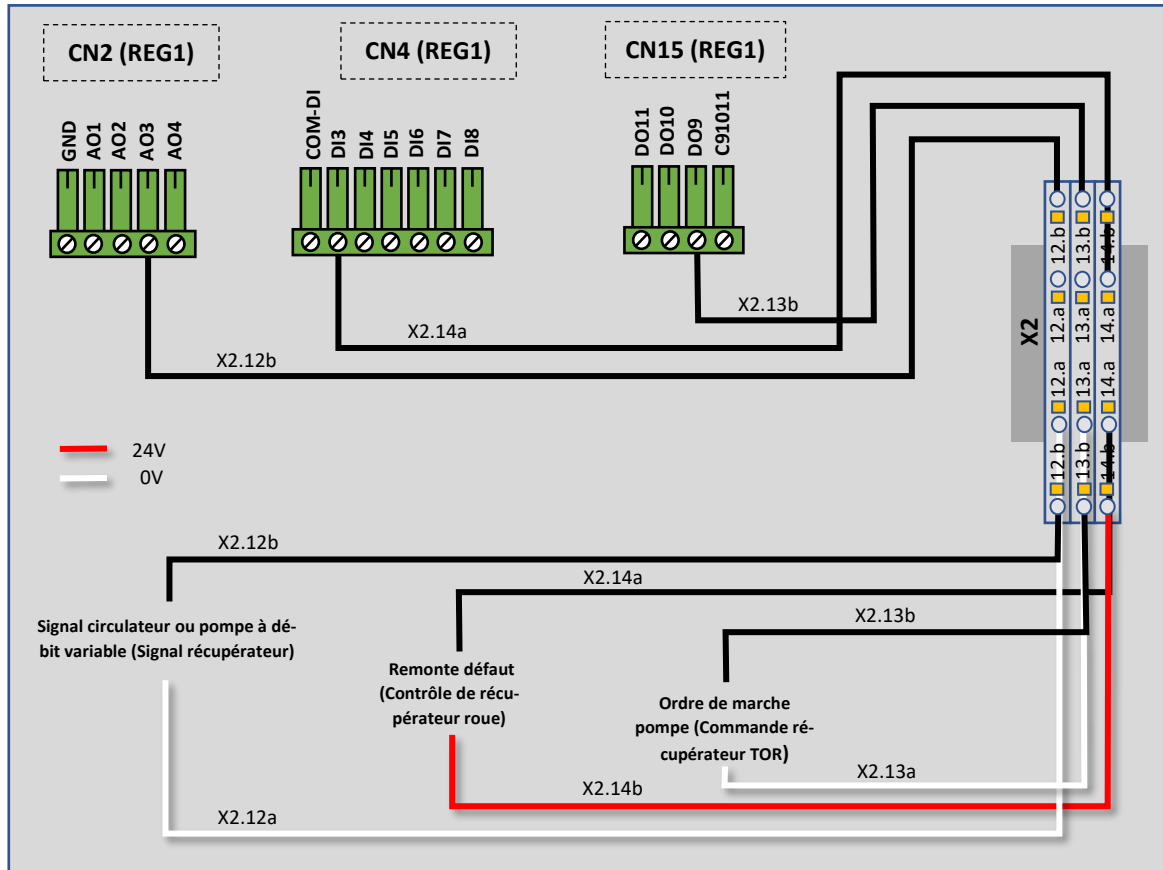 CN2 (REG1)
CN4 (REG1)
CN15 (REG1)
GND
AO1
AO2
AO3
AO4
COM-DI
DI3
DI4
DI5
DI6
DI7
DI8
DO11
DO10
DO9
C91011
X2.13b
X2.14a
X2.12b
X2
12.b
13.b
14.b
12.a
13.a
14.a
12.a
13.a
14.a
12.b
13.b
14.b
24V
0V
X2.12b
X2.14a
X2.13b
Signal circulateur ou pompe à dé-
bit variable (Signal récupérateur)
Remonte défaut
(Contrôle de récu-
pérateur roue)
Ordre de marche
pompe (Commande ré-
cupérateur TOR)
X2.13a
X2.14b
X2.12a